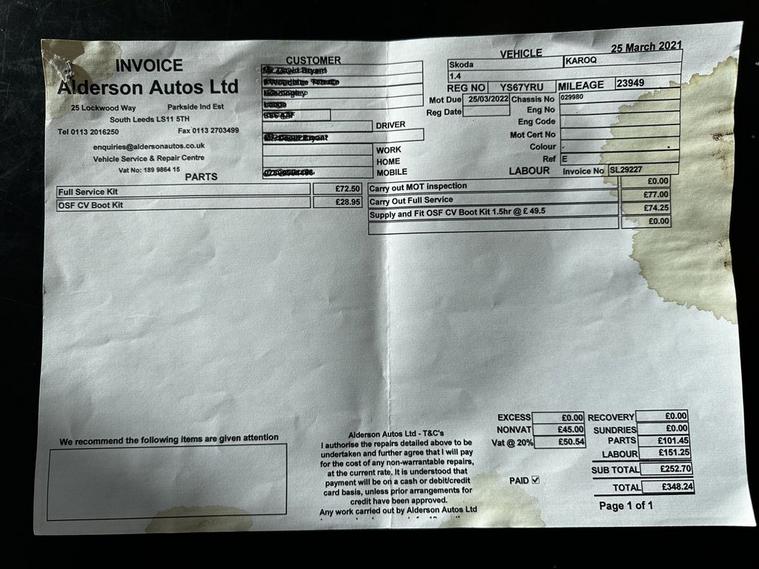 INVOICE
Alderson Autos Ltd
25 Lockwood Way Parkside Ind Est
South Leeds LS11 5TH
Tel 0113 2016250 Fax 0113 2703499
enquiries@aldersonautos.co.uk
Vehicle Service & Repair Centre
Vat No: 189 9864 15
CUSTOMER
DRIVER
WORK
HOME
MOBILE
VEHICLE 25 March 2021
Skoda KAROQ
1.4
REG NO YS67YRU MILEAGE 23949
Mot Due 25/03/2022 Chassis No 029980
Reg Date Eng No
Eng Code
Mot Cert No
Colour
Ref E
Invoice No SL29227
PARTS
Full Service Kit £72.50
OSF CV Boot Kit £28.95
LABOUR
Carry out MOT inspection £0.00
Carry Out Full Service £77.00
Supply and Fit OSF CV Boot Kit 1.5hr @ £ 49.5 £74.25
£0.00
We recommend the following items are given attention
Alderson Autos Ltd - T&C's
I authorise the repairs detailed above to be
undertaken and further agree that I will pay
for the cost of any non-warrantable repairs,
at the current rate. It is understood that
payment will be on a cash or debit/credit
card basis, unless prior arrangements for
credit have been approved.
Any work carried out by Alderson Autos Ltd
EXCESS £0.00 RECOVERY £0.00
NONVAT £45.00 SUNDRIES £0.00
Vat @ 20% £50.54 PARTS £101.45
LABOUR £151.25
SUB TOTAL £252.70
PAID
TOTAL £348.24
Page 1 of 1